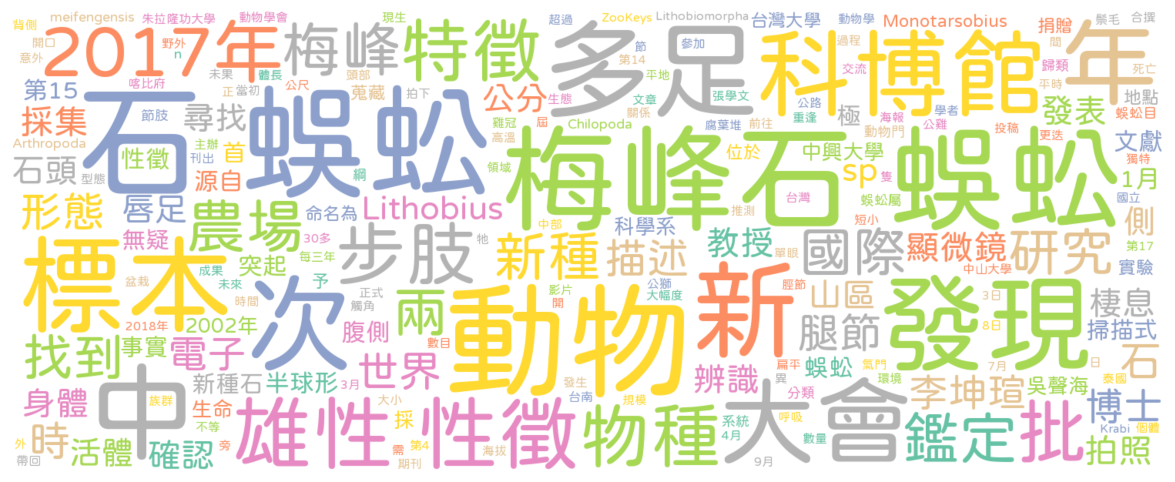 背側 meifengensis 朱拉隆功大學 動物學會 現生 超過 ZooKeys Lithobiomorpha 台灣大學 動物學 Monotarsobius 捐贈 鬃毛 合撰
開口 2017年 野外 n 梅峰 特徵 多足 節 參加 科博館 年
意外 喀比府 未果 體長 頭部 第14 平地 過程 間 死亡
第15 節肢 正 當初 公尺 蒐藏 拍下 公分 生態 文章 張學文 公路 交流 歸類 平時 地點
採集 石蜈蚣 尋找 雞冠 屆 關係 重逢 海報 學者 極 發表 蜈蚣目
Arthropoda 性徵 主辦 首 高溫 Chilopoda 腐葉堆 前往 動物門 公雞 投稿 更迭 文獻
石頭 型態 刊出 源自 網 領域 梅峰石蜈蚣 位於 中興大學 sp 隻 獨特 1月
形態 唇足 農場 命名為 Lithobius 中部 科學系 推測 台灣 短小 蜈蚣屬 國立 側
無疑 30多 步肢 牠 新種 描述 教授 單眼 國際 顯微鏡 研究 第17
標本 突起 每三年 影片 公獅 新 脛節 中山大學 實驗
盆栽 成果 未來 次 予 正式 開 大幅度 山區 發現 3日 棲息
時間 觸角 兩 動物 8日 掃描式
2018年 2002年 腹側 數目 腿節
找到 事實 電子 世界 扁平 蜈蚣 氣門 7月 石
中 新種石 半球形 3月 大小 發生 台南 規模 辨識 異 環境 日 泰國
身體 族群 生命 不等 雄性 性徵 採 物種 系統 大會 分類 李坤瑄 吳聲海 博士
外 時 旁 需 第4 4月 呼吸 數量 鑑定 批 Krabi 個體
帶回 活體 確認 期刊 海拔 9月 拍照